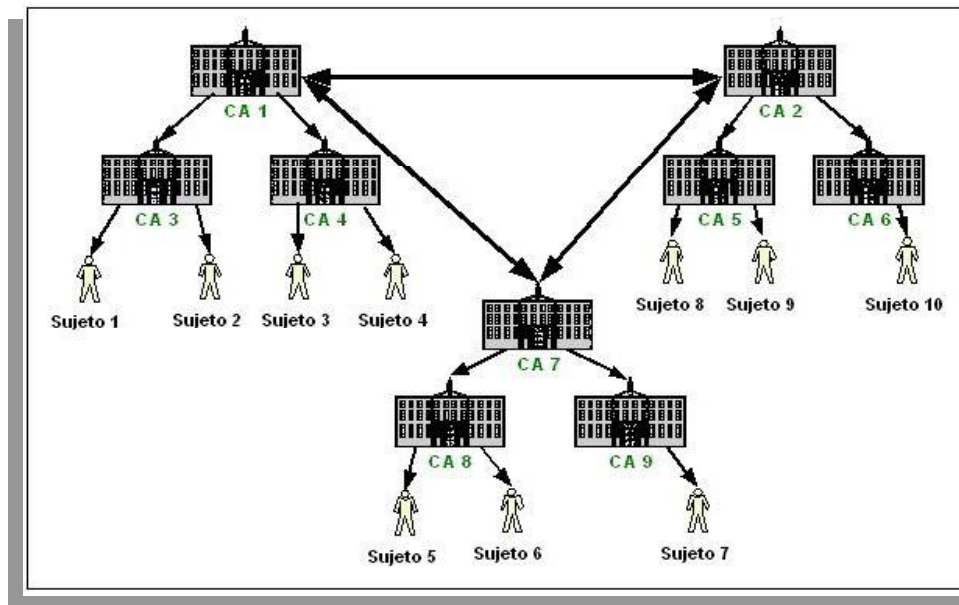 CA 1
CA 2
CA 3
CA 4
CA 5
CA 6
Sujeto 1
Sujeto 2
Sujeto 3
Sujeto 4
Sujeto 8
Sujeto 9
Sujeto 10
CA 7
CA 8
CA 9
Sujeto 5
Sujeto 6
Sujeto 7